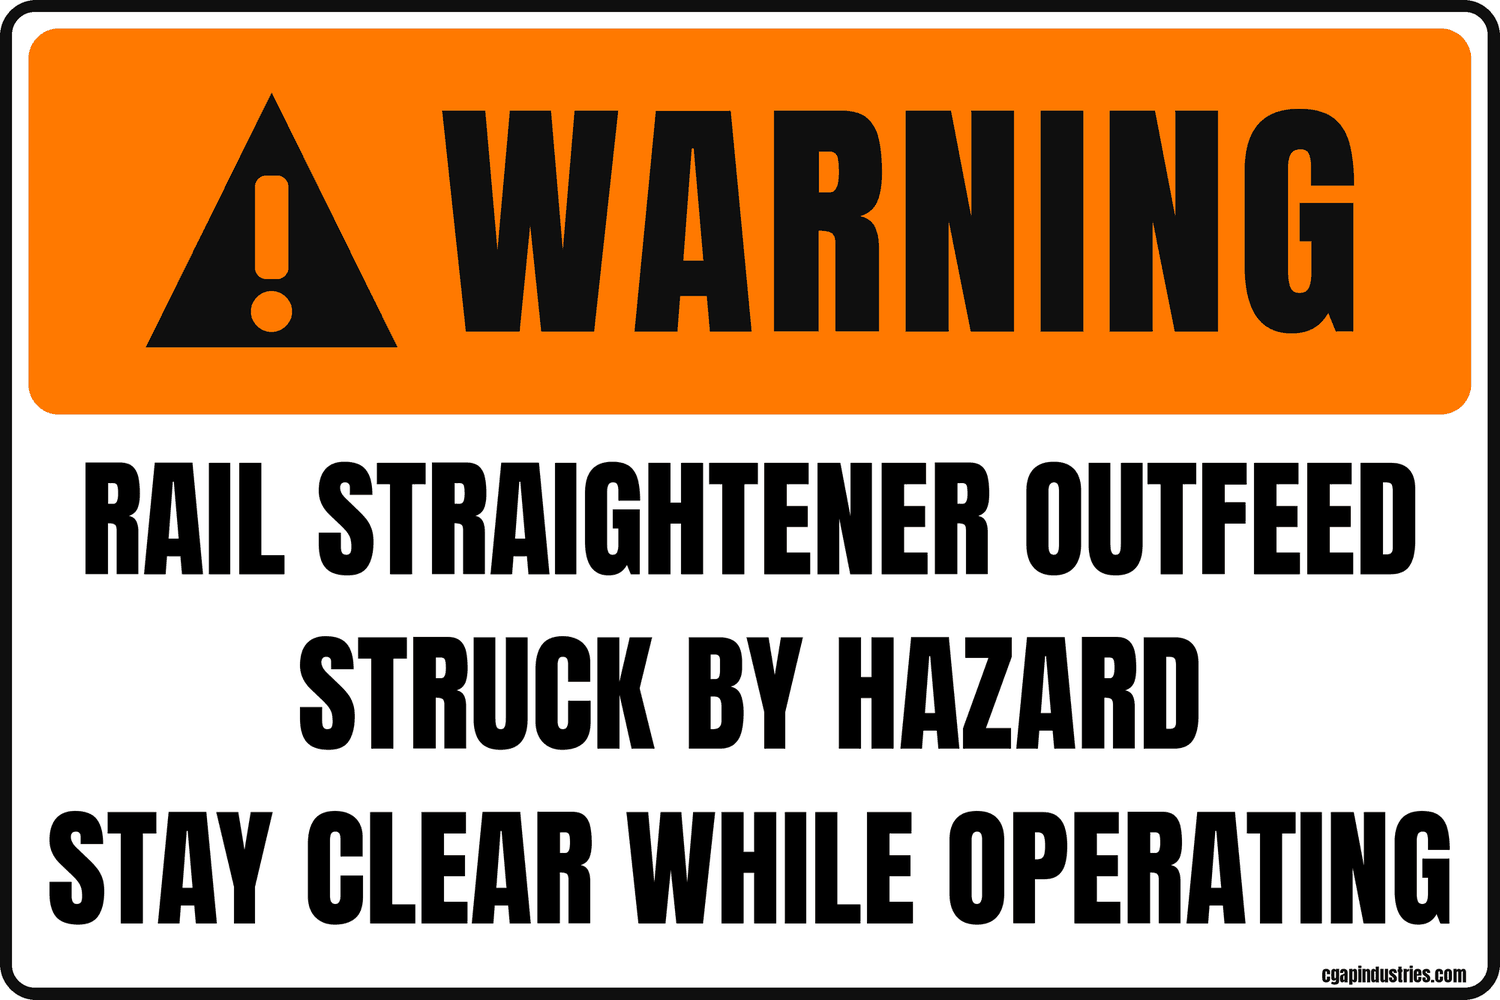 WARNING
RAIL STRAIGHTENER OUTFEED
STRUCK BY HAZARD
STAY CLEAR WHILE OPERATING
cgapindustries.com